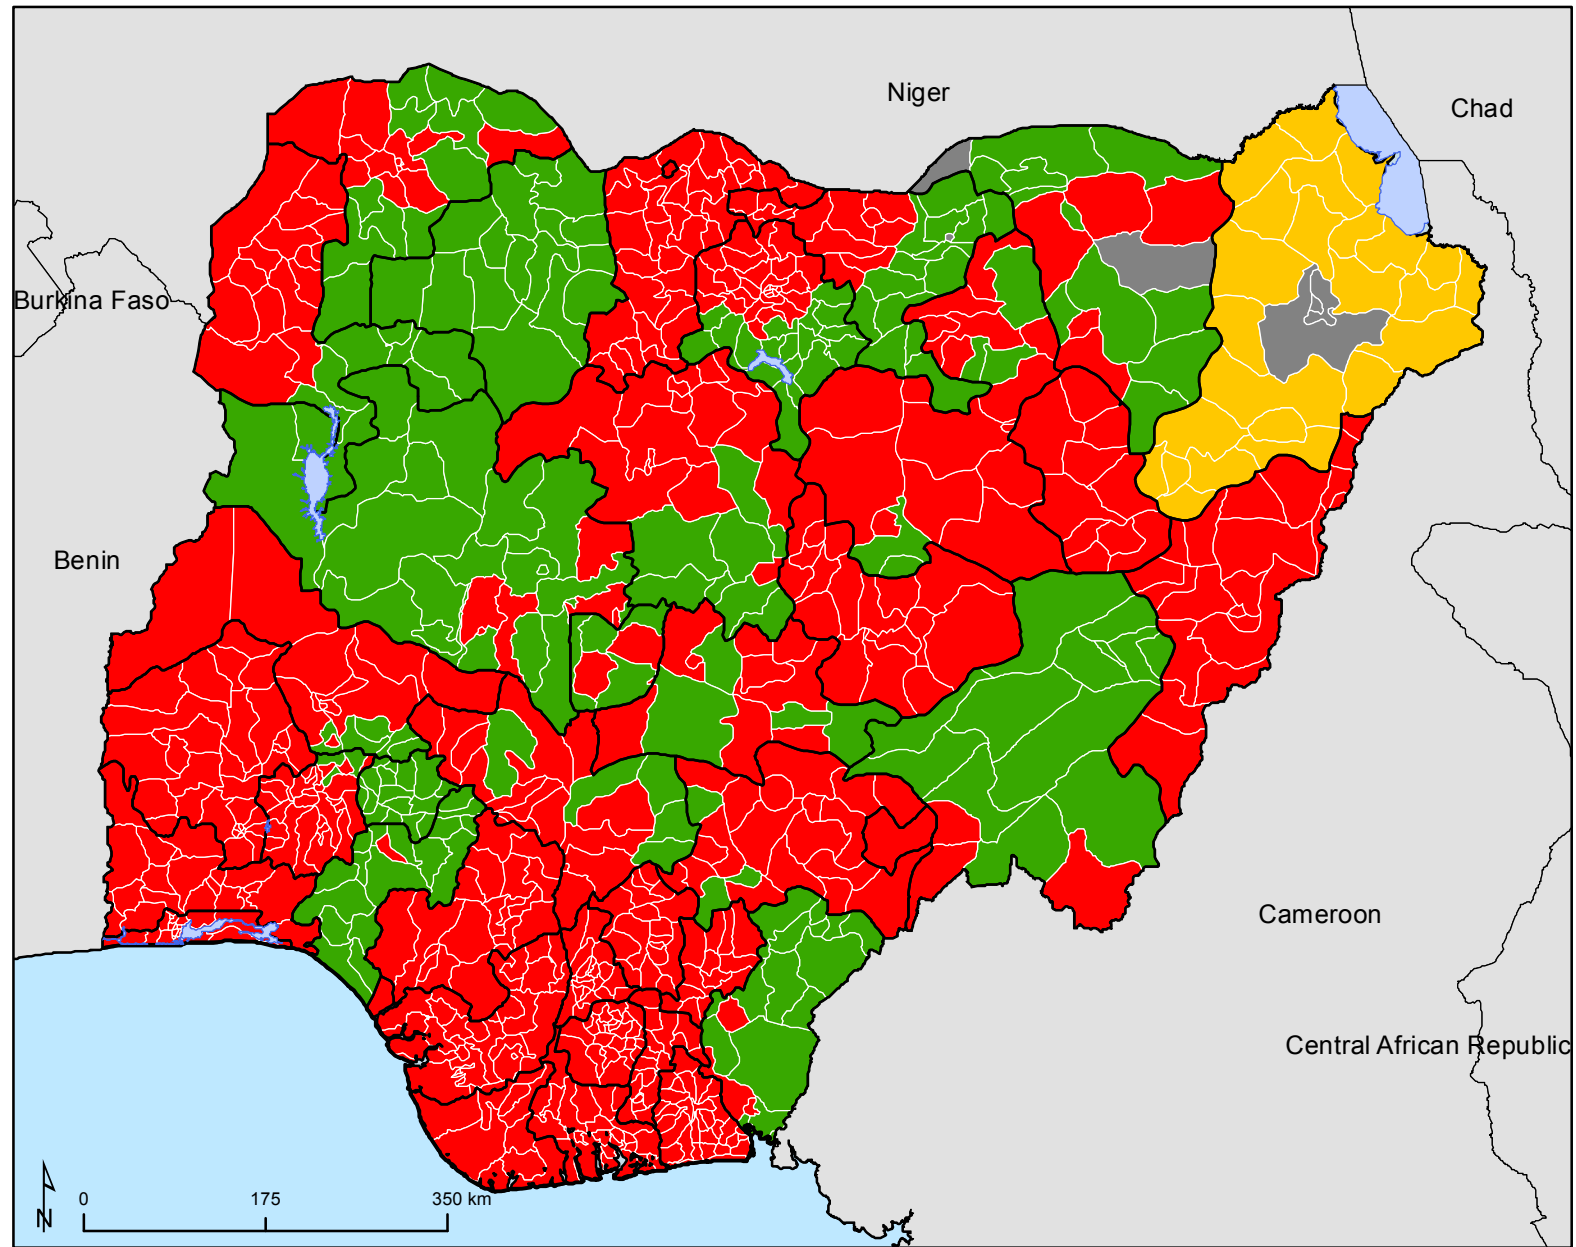 Niger
Chad
Burkina Faso
Benin
Cameroon
Central African Republic
0 175 350 km
N